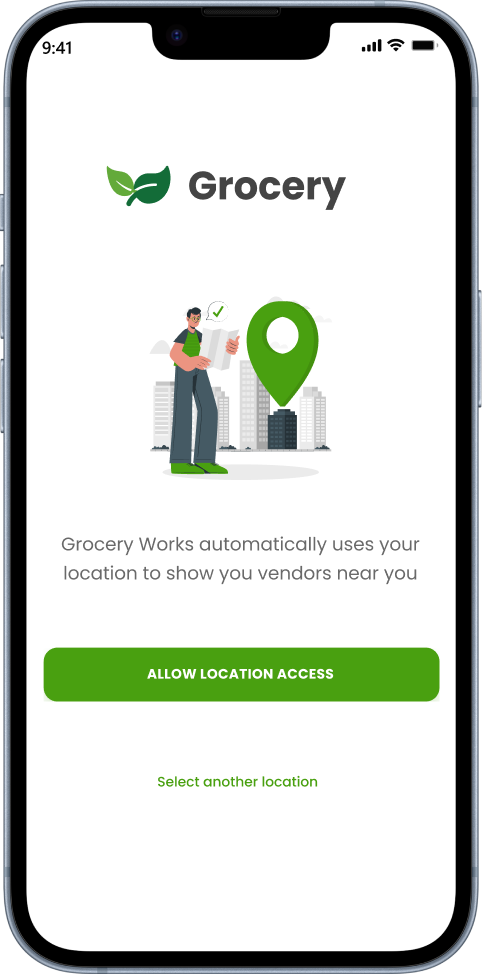 9:41
Grocery
Grocery Works automatically uses your
location to show you vendors near you
ALLOW LOCATION ACCESS
Select another location